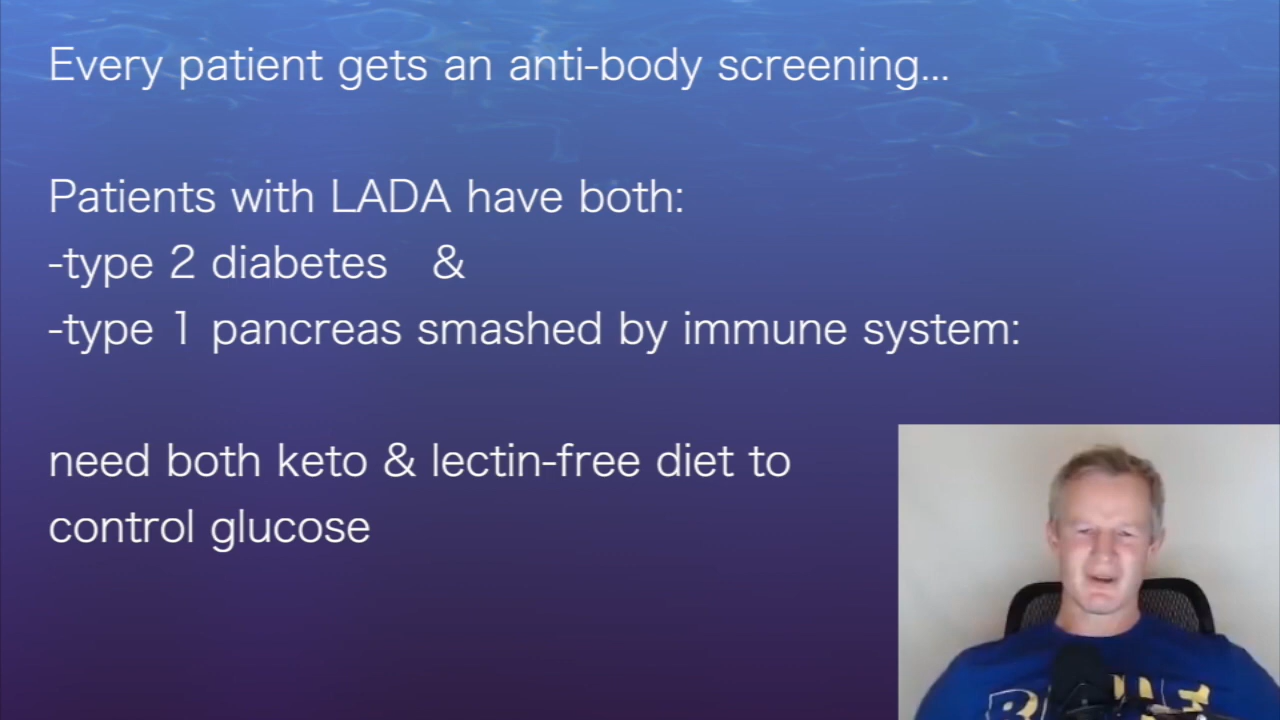 Every patient gets an anti-body screening...
Patients with LADA have both:
-type 2 diabetes &
-type 1 pancreas smashed by immune system:
need both keto & lectin-free diet to
control glucose